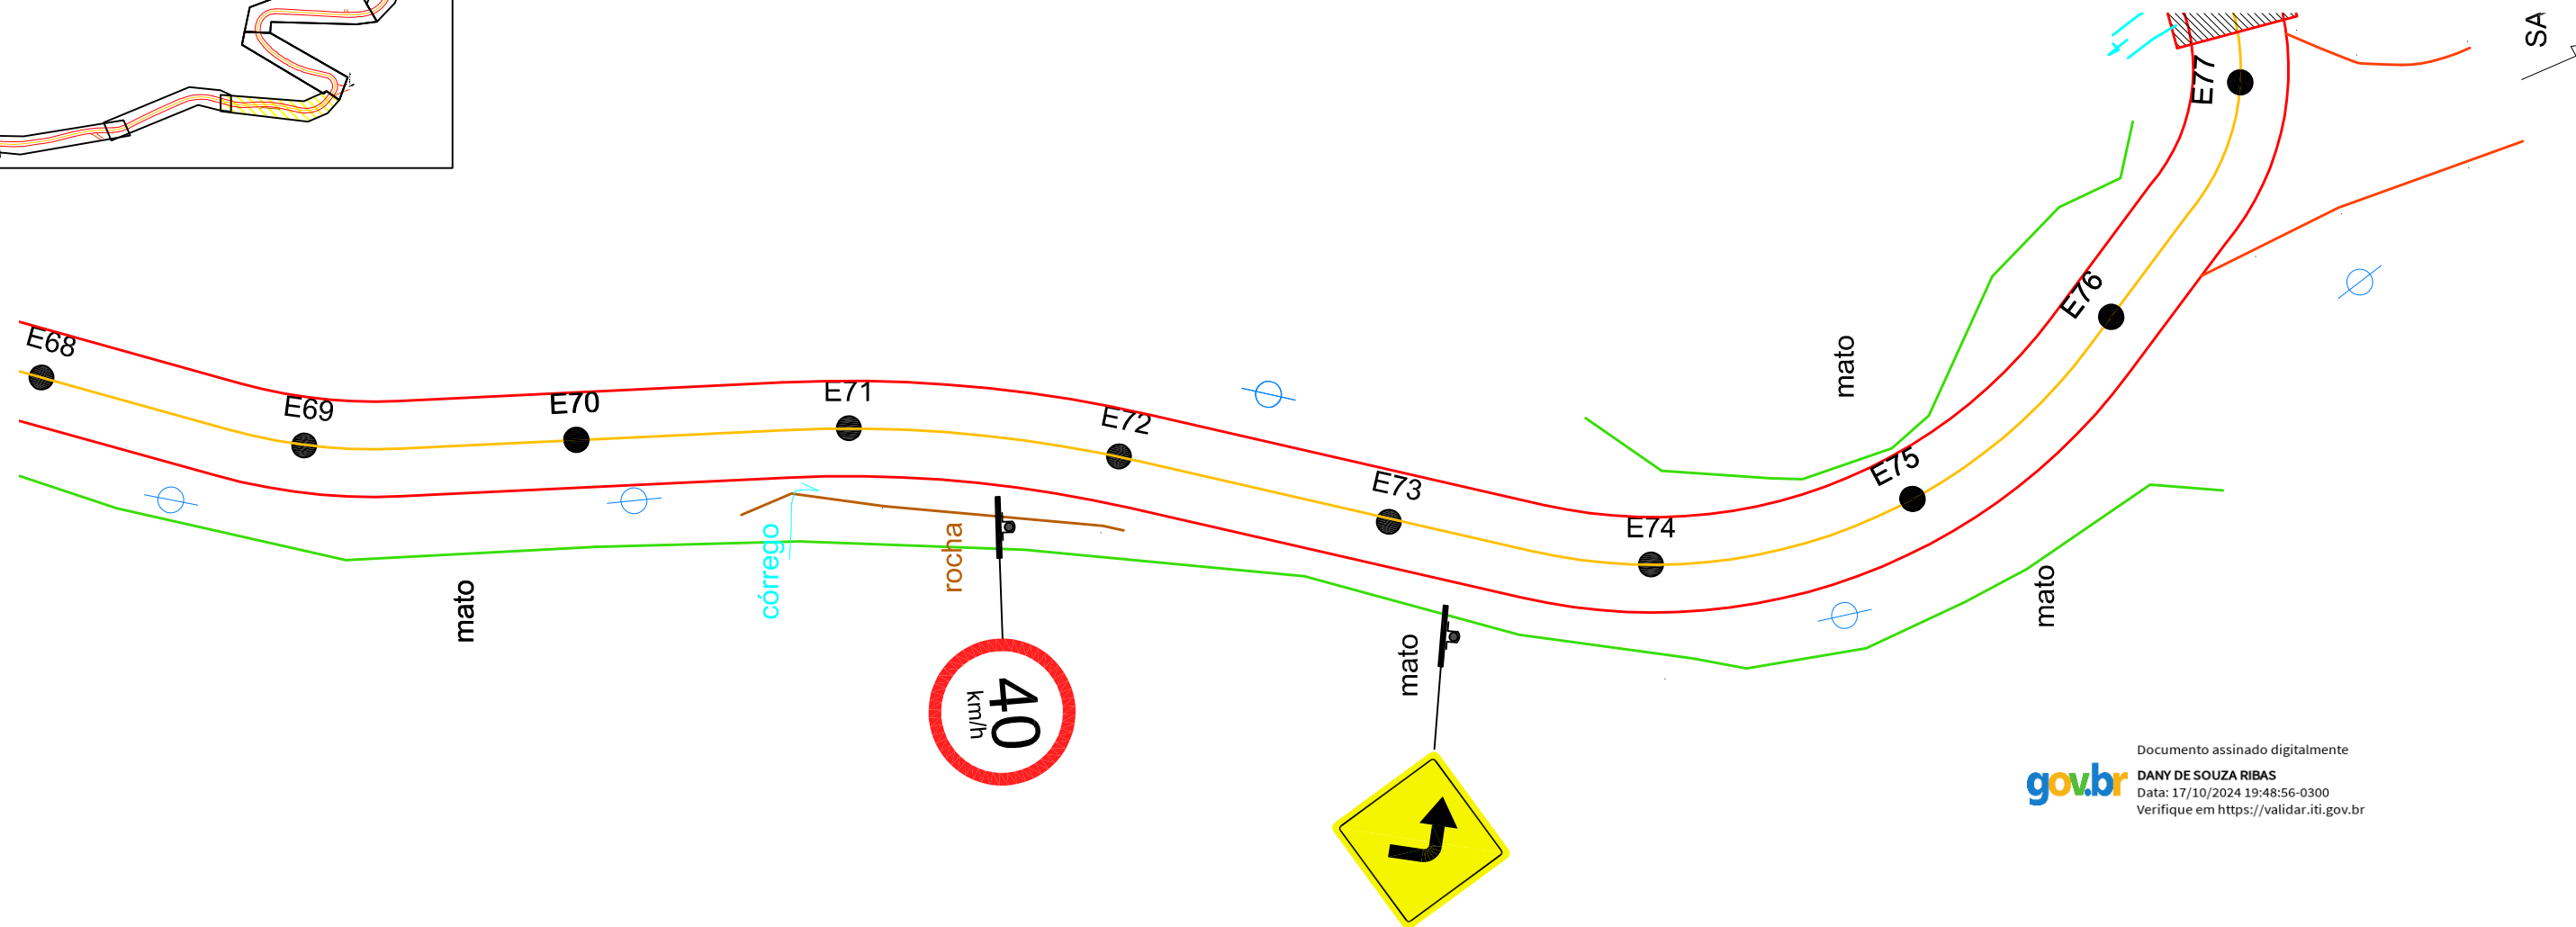 SA
E77
E76
mato
E68
E69
E70
E71
E72
E73
E74
E75
córrego
rocha
mato
mato
mato
40
km/h
gov.br
Documento assinado digitalmente
DANY DE SOUZA RIBAS
Data: 17/10/2024 19:48:56-0300
Verifique em https://validar.iti.gov.br